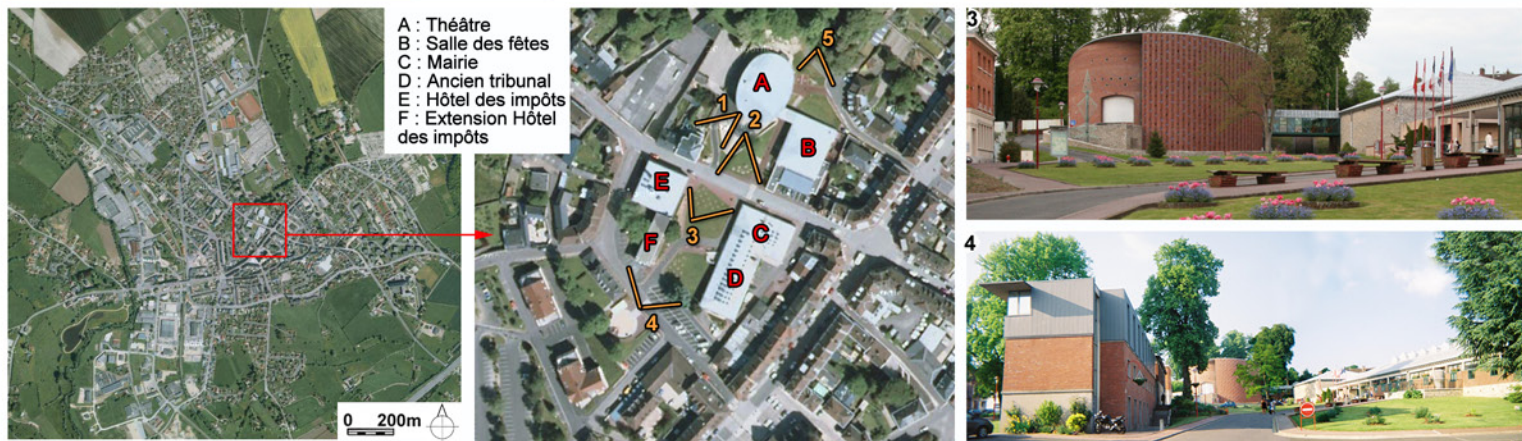 A : Théâtre
B : Salle des fêtes
C : Mairie
D : Ancien tribunal
E : Hôtel des impôts
F : Extension Hôtel
des impôts
0 200m
A
5
1
2
B
E
3
C
F
D
4
3
4